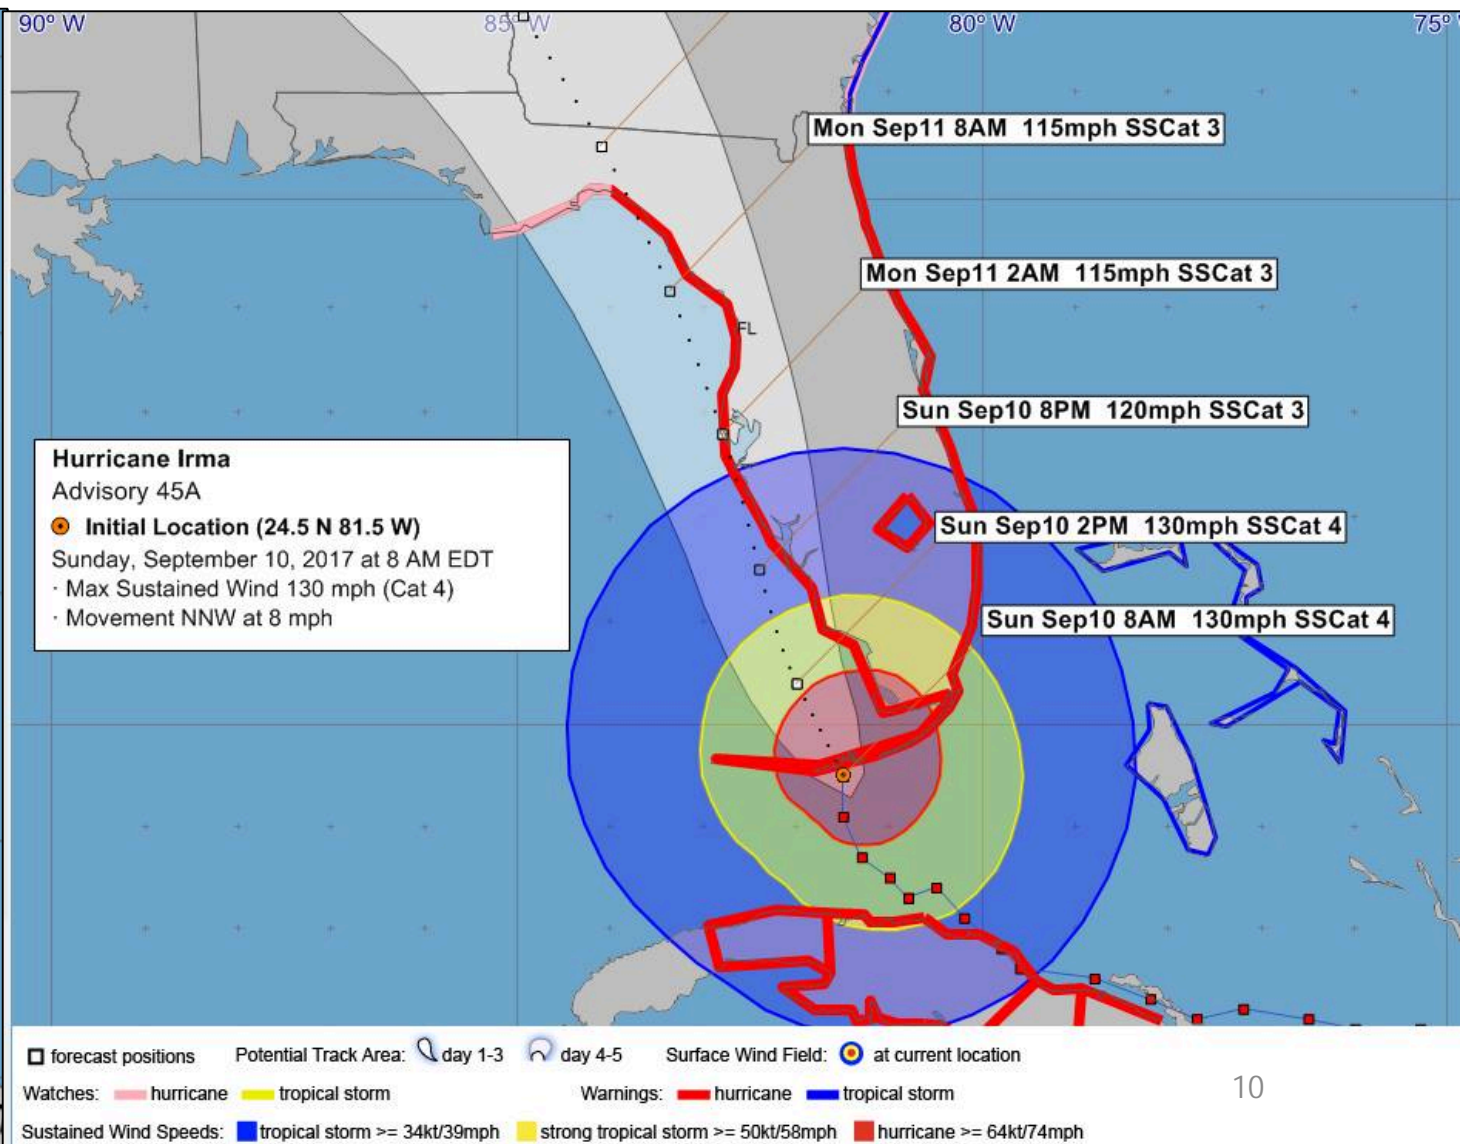 90° W
85° W
80° W
75°
Mon Sep11 8AM 115mph SSCat 3
Mon Sep11 2AM 115mph SSCat 3
FL
Sun Sep10 8PM 120mph SSCat 3
Hurricane Irma
Advisory 45A
Initial Location (24.5 N 81.5 W)
Sunday, September 10, 2017 at 8 AM EDT
· Max Sustained Wind 130 mph (Cat 4)
· Movement NNW at 8 mph
Sun Sep10 2PM 130mph SSCat 4
Sun Sep10 8AM 130mph SSCat 4
forecast positions Potential Track Area: day 1-3 day 4-5 Surface Wind Field: at current location
Watches: hurricane tropical storm Warnings: hurricane tropical storm
10
Sustained Wind Speeds: tropical storm >= 34kt/39mph strong tropical storm >= 50kt/58mph hurricane >= 64kt/74mph